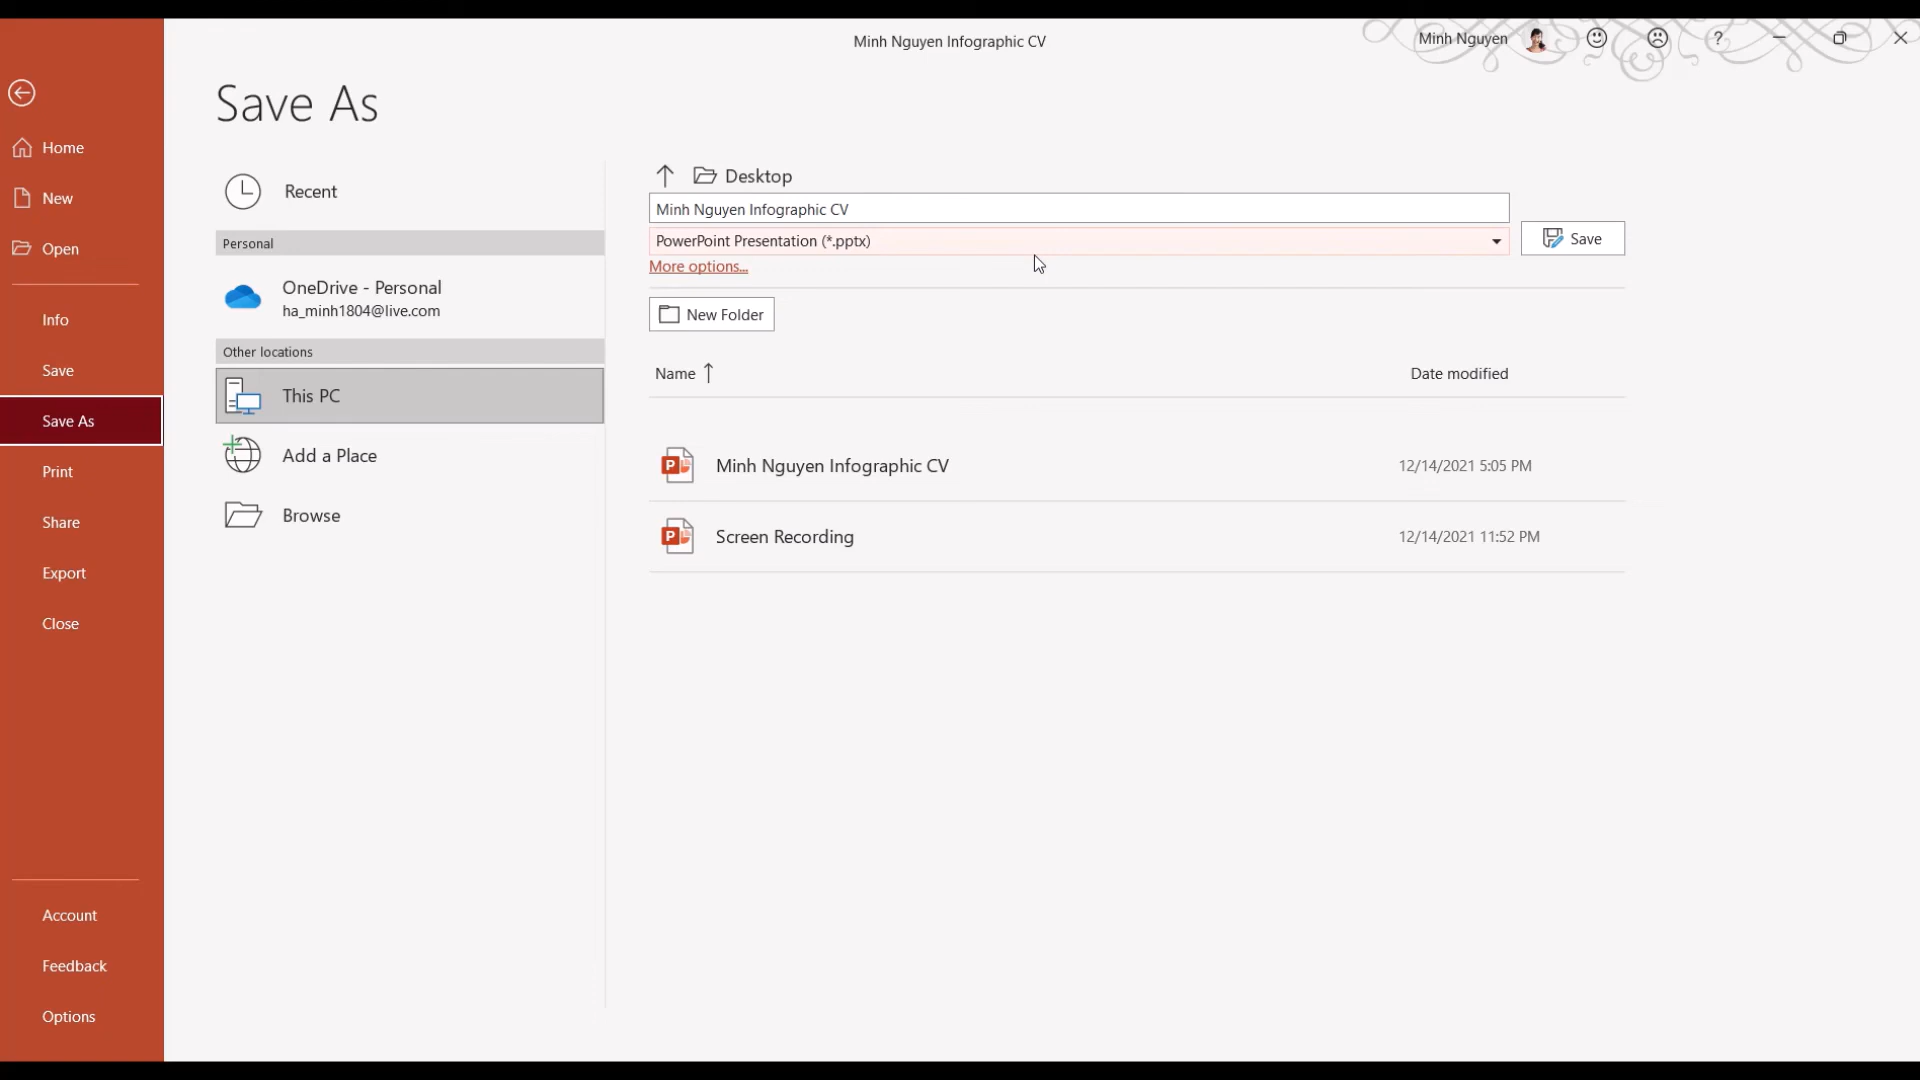 Minh Nguyen Infographic CV
Minh Nguyen
?
Save As
Home
New
Open
Info
Save
Save As
Print
Share
Export
Close
Account
Feedback
Options
Recent
Personal
OneDrive - Personal
ha_minh1804@live.com
Other locations
This PC
Add a Place
Browse
Desktop
Minh Nguyen Infographic CV
PowerPoint Presentation (*.pptx)
Save
More options...
New Folder
Name Date modified
P Minh Nguyen Infographic CV 12/14/2021 5:05 PM
P Screen Recording 12/14/2021 11:52 PM